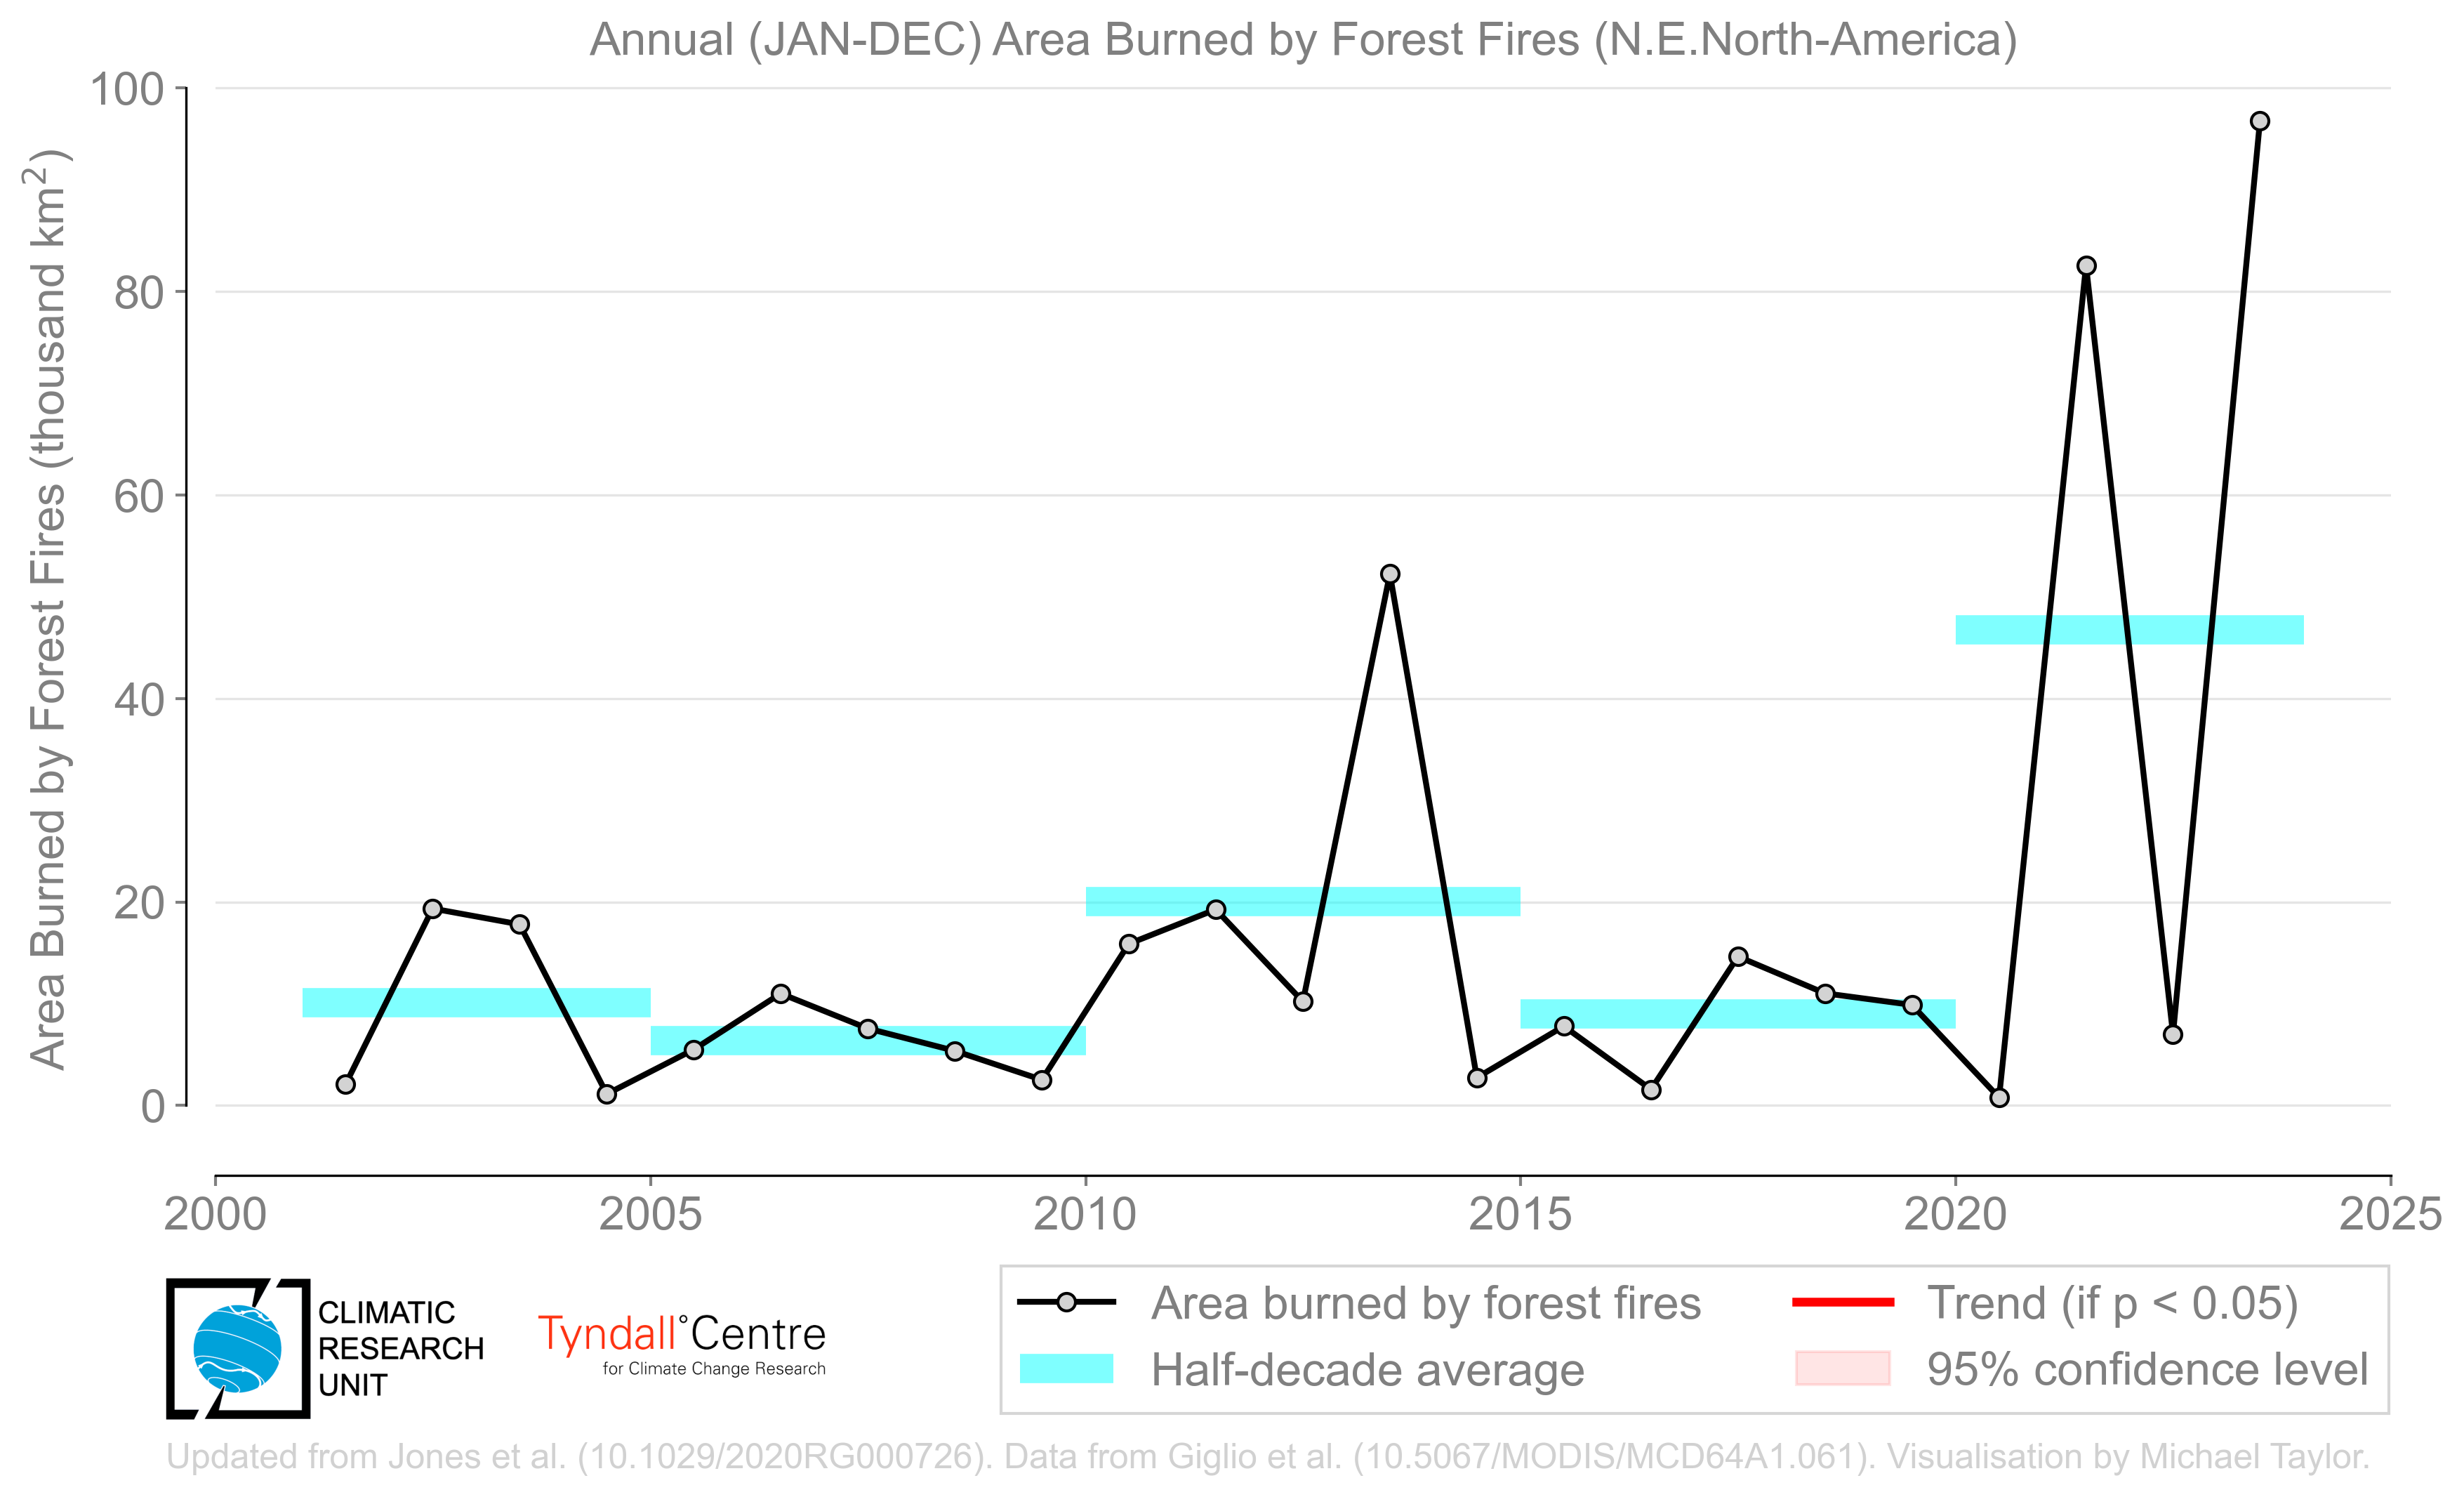 Annual (JAN-DEC) Area Burned by Forest Fires (N.E.North-America)
Area Burned by Forest Fires (thousand km²)
100
80
60
40
20
0
2000 2005 2010 2015 2020 2025
CLIMATIC
RESEARCH
UNIT
Tyndall°Centre
for Climate Change Research
Area burned by forest fires
Half-decade average
Trend (if p < 0.05)
95% confidence level
Updated from Jones et al. (10.1029/2020RG000726). Data from Giglio et al. (10.5067/MODIS/MCD64A1.061). Visualisation by Michael Taylor.